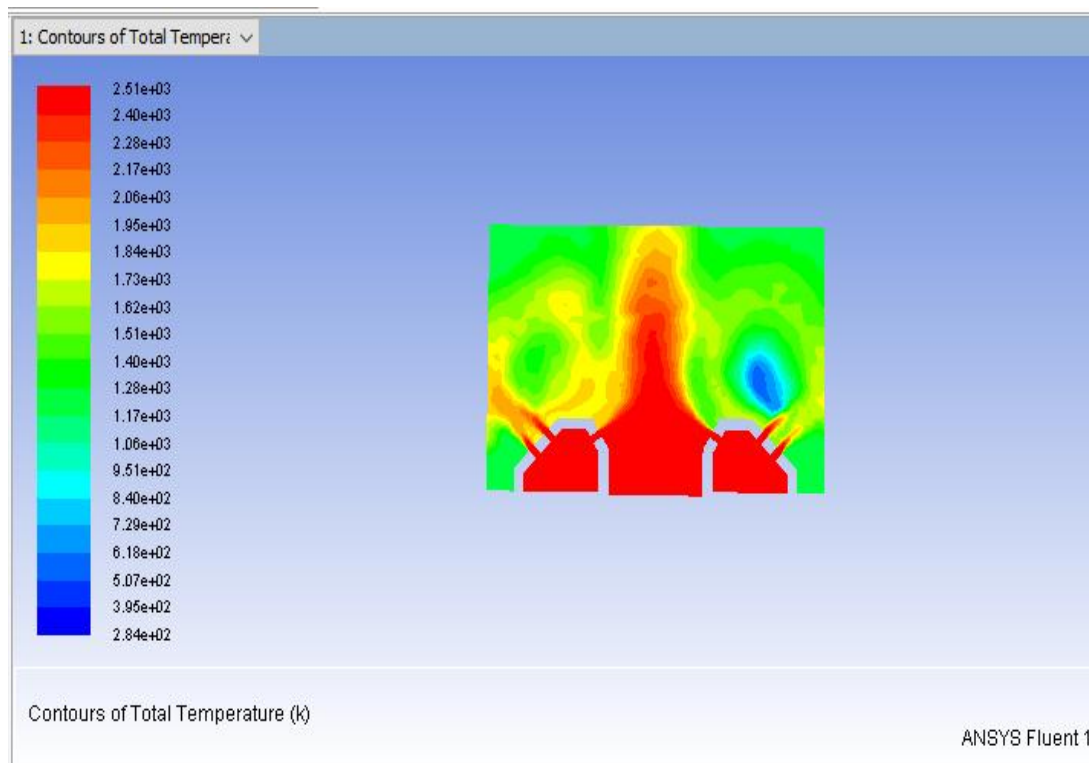 1: Contours of Total Tempera
2.51e+03
2.40e+03
2.28e+03
2.17e+03
2.06e+03
1.95e+03
1.84e+03
1.73e+03
1.62e+03
1.51e+03
1.40e+03
1.28e+03
1.17e+03
1.06e+03
9.51e+02
8.40e+02
7.29e+02
6.18e+02
5.07e+02
3.95e+02
2.84e+02
Contours of Total Temperature (k)
ANSYS Fluent 1